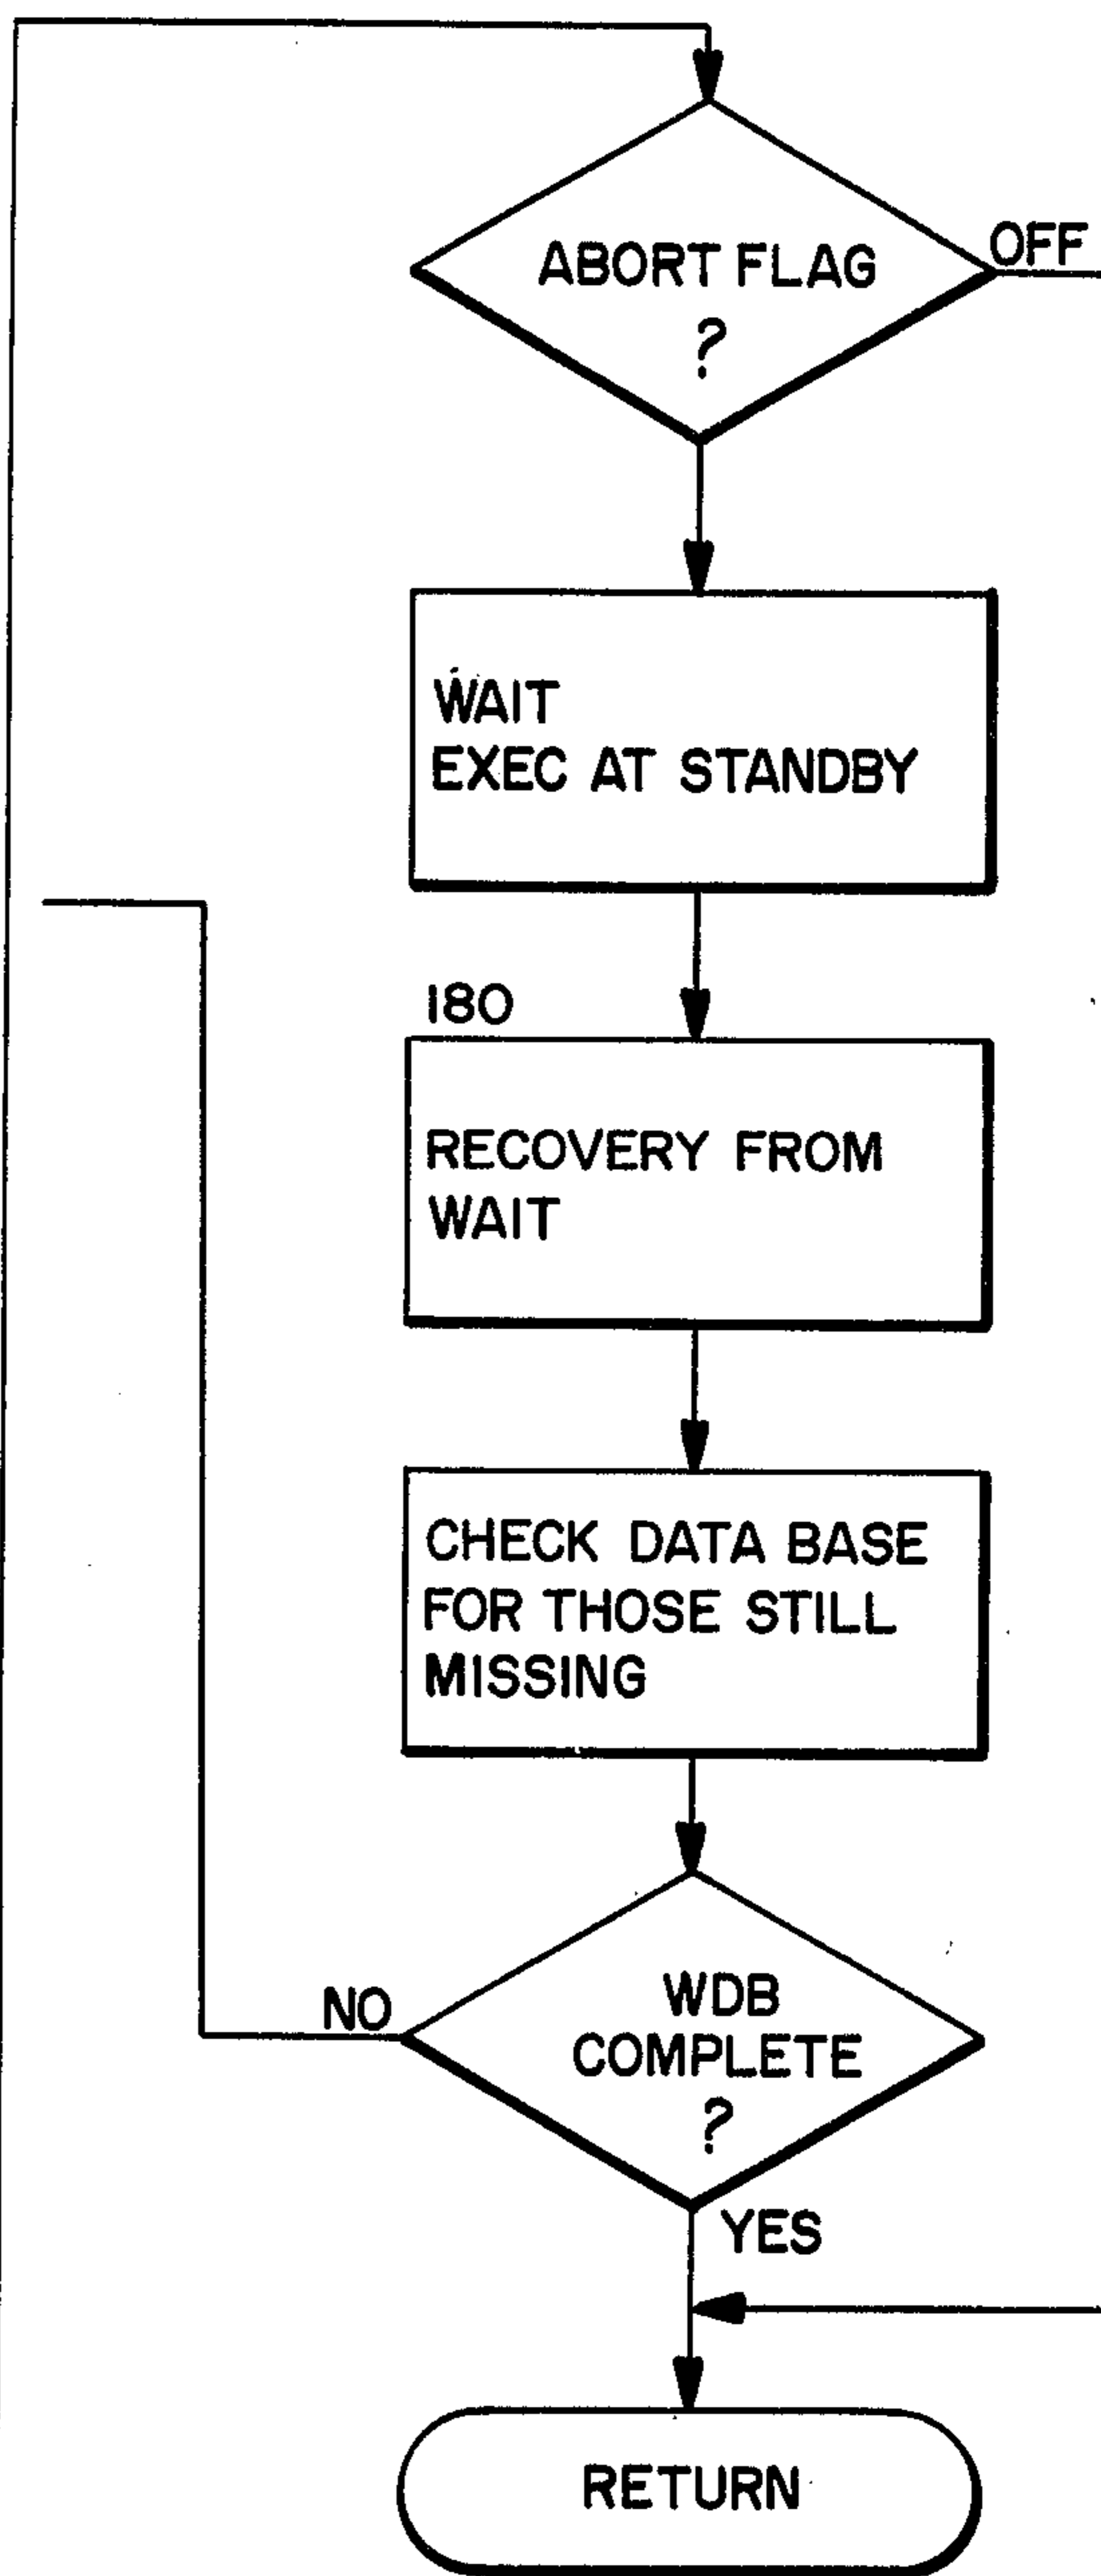 ABORT FLAG
?
OFF
WAIT
EXEC AT STANDBY
180
RECOVERY FROM
WAIT
CHECK DATA BASE
FOR THOSE STILL
MISSING
WDB
COMPLETE
?
NO
YES
RETURN